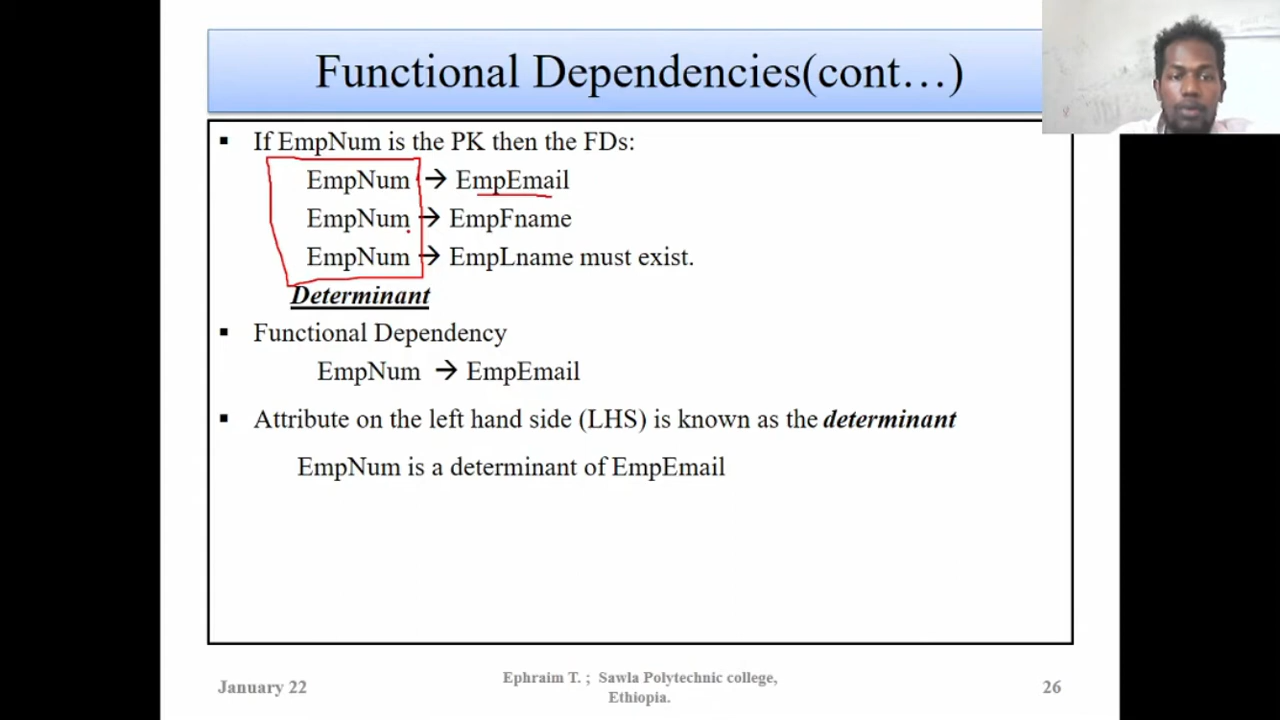 Functional Dependencies(cont…)
▪ If EmpNum is the PK then the FDs:
EmpNum → EmpEmail
EmpNum → EmpFname
EmpNum → EmpLname must exist.
Determinant
▪ Functional Dependency
EmpNum → EmpEmail
▪ Attribute on the left hand side (LHS) is known as the determinant
EmpNum is a determinant of EmpEmail
January 22
Ephraim T. ; Sawla Polytechnic college,
Ethiopia.
26